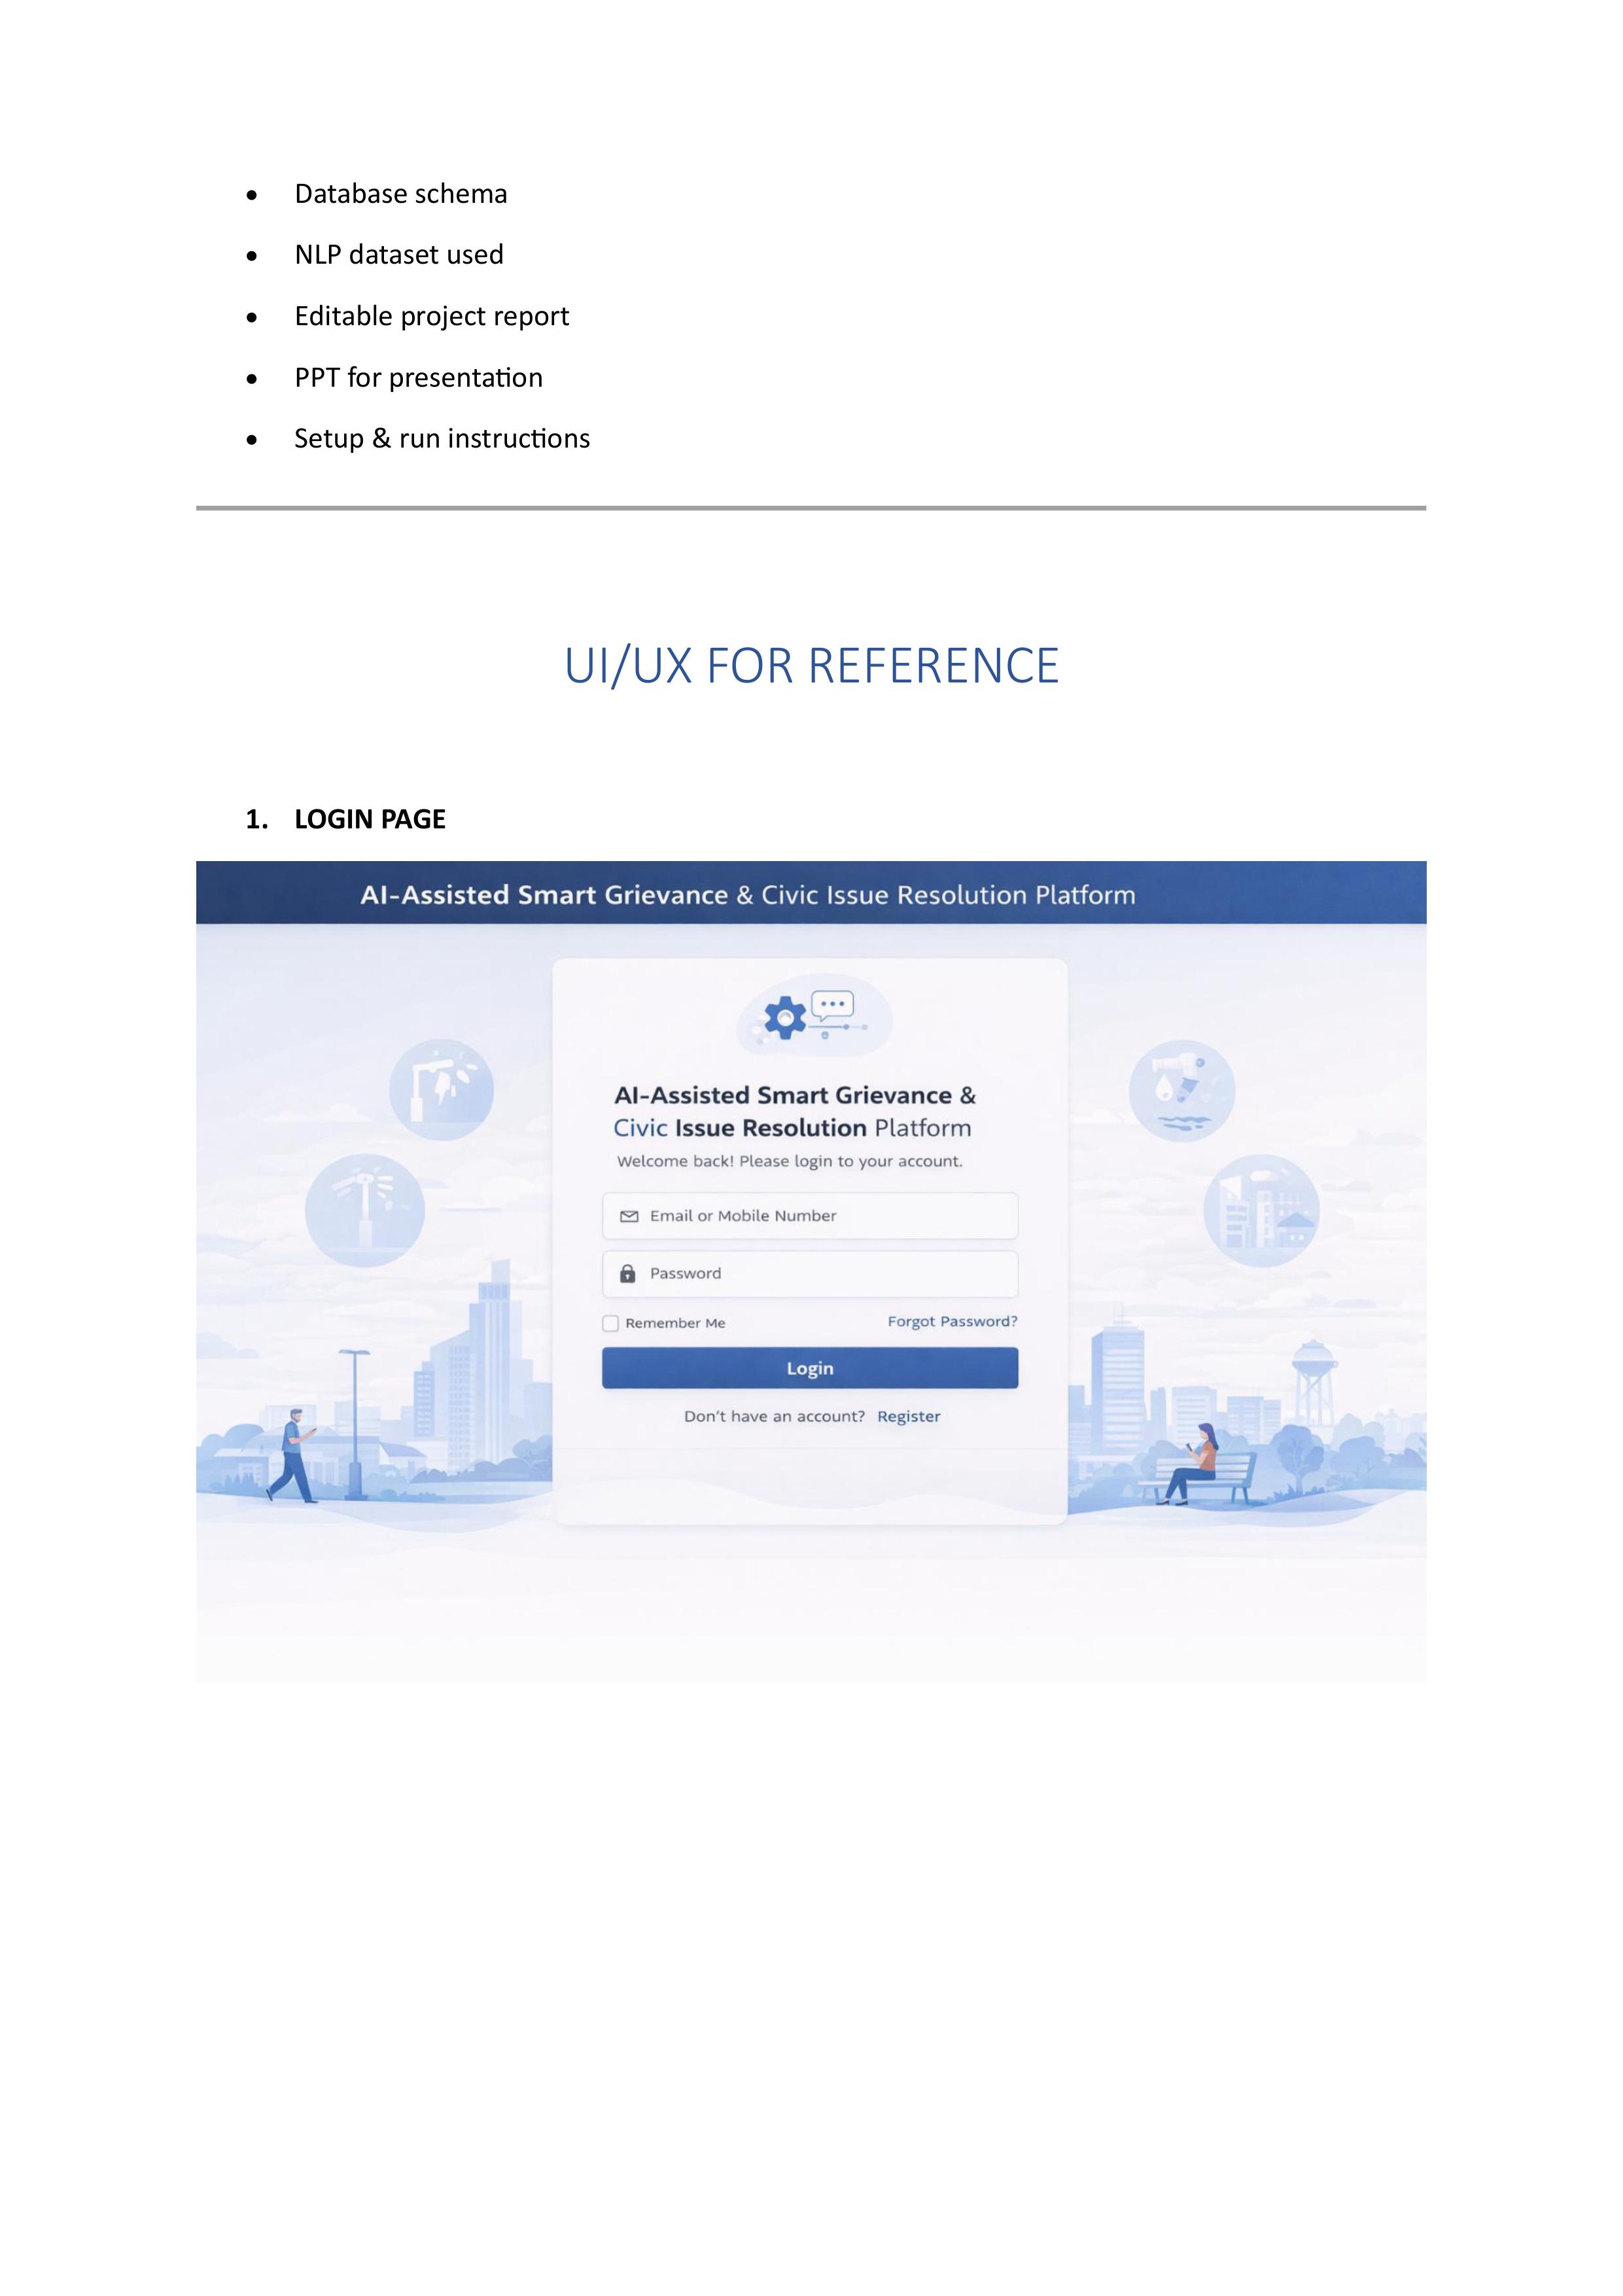 • Database schema
• NLP dataset used
• Editable project report
• PPT for presentation
• Setup & run instructions
UI/UX FOR REFERENCE
1. LOGIN PAGE
AI-Assisted Smart Grievance & Civic Issue Resolution Platform
AI-Assisted Smart Grievance &
Civic Issue Resolution Platform
Welcome back! Please login to your account.
Email or Mobile Number
Password
Remember Me Forgot Password?
Login
Don't have an account? Register